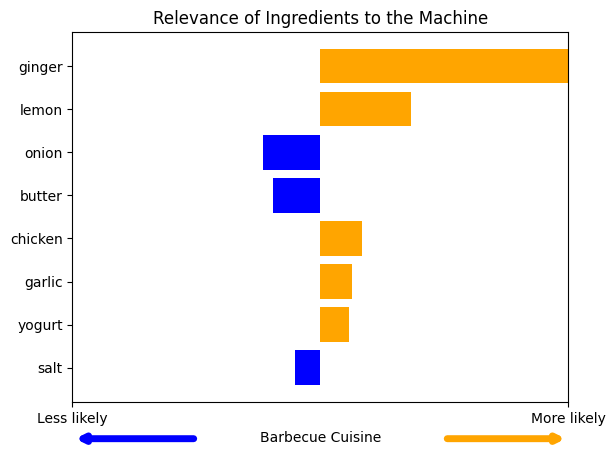 Relevance of Ingredients to the Machine
ginger
lemon
onion
butter
chicken
garlic
yogurt
salt
Less likely More likely
Barbecue Cuisine